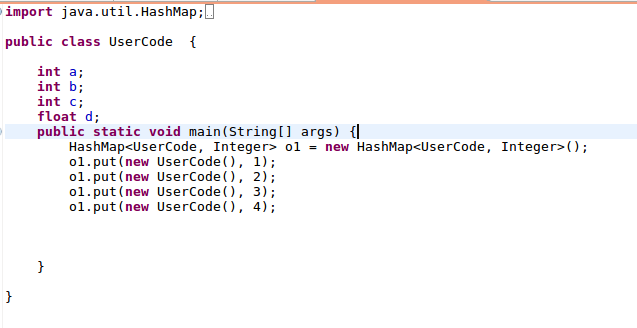 import java.util.HashMap;
public class UserCode  {
    int a;
    int b;
    int c;
    float d;
    public static void main(String[] args) {
        HashMap<UserCode, Integer> o1 = new HashMap<UserCode, Integer>();
        o1.put(new UserCode(), 1);
        o1.put(new UserCode(), 2);
        o1.put(new UserCode(), 3);
        o1.put(new UserCode(), 4);
    }
}